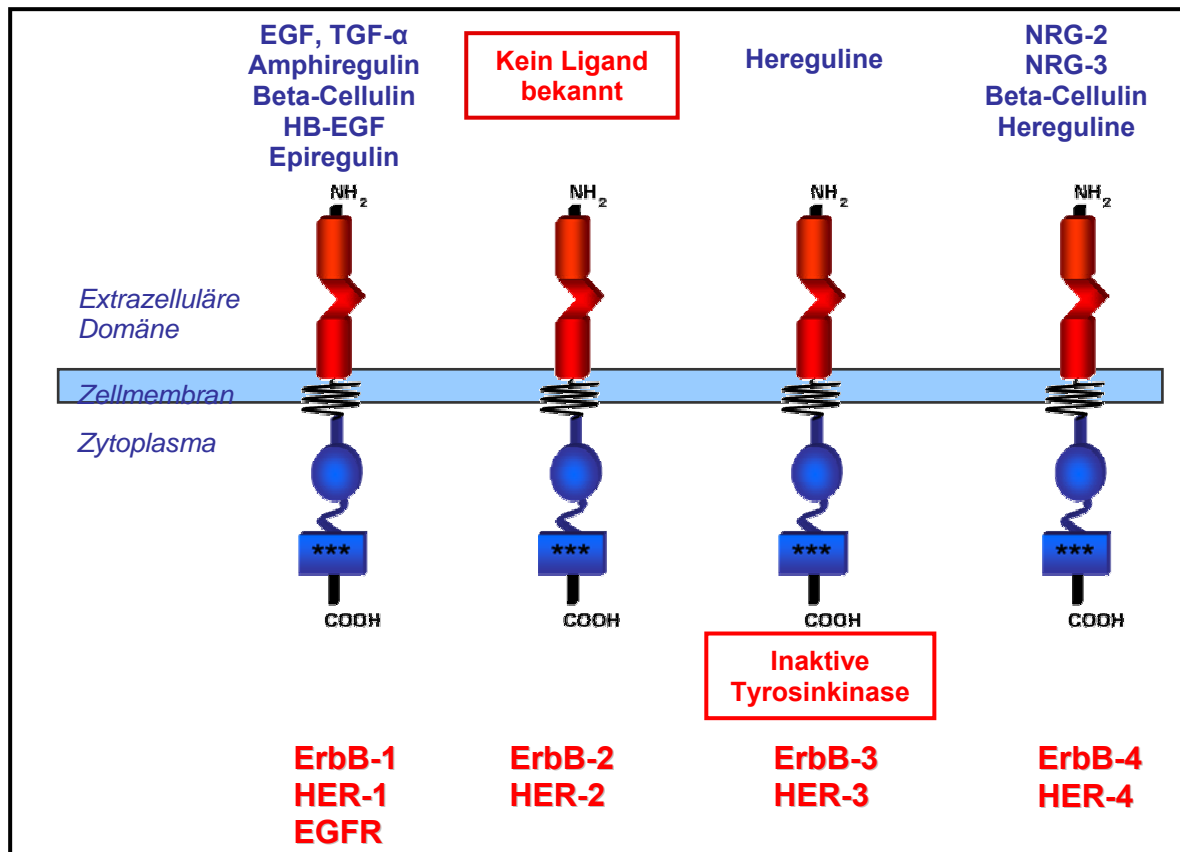 EGF, TGF-α
Amphiregulin
Beta-Cellulin
HB-EGF
Epiregulin
Kein Ligand
bekannt
Hereguline
NRG-2
NRG-3
Beta-Cellulin
Hereguline
NH2
NH2
NH2
NH2
Extrazelluläre
Domäne
Zellmembran
Zytoplasma
***
***
***
***
COOH
COOH
COOH
COOH
Inaktive
Tyrosinkinase
ErbB-1
HER-1
EGFR
ErbB-2
HER-2
ErbB-3
HER-3
ErbB-4
HER-4